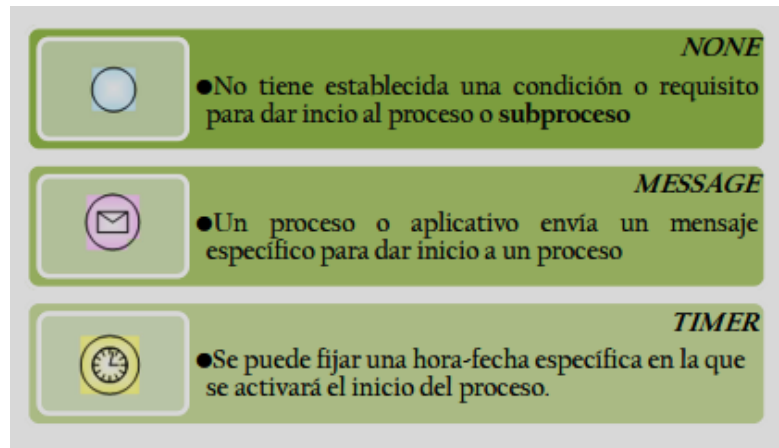 NONE
●No tiene establecida una condición o requisito
para dar incio al proceso o subproceso
MESSAGE
●Un proceso o aplicativo envía un mensaje
específico para dar inicio a un proceso
TIMER
●Se puede fijar una hora-fecha específica en la que
se activará el inicio del proceso.